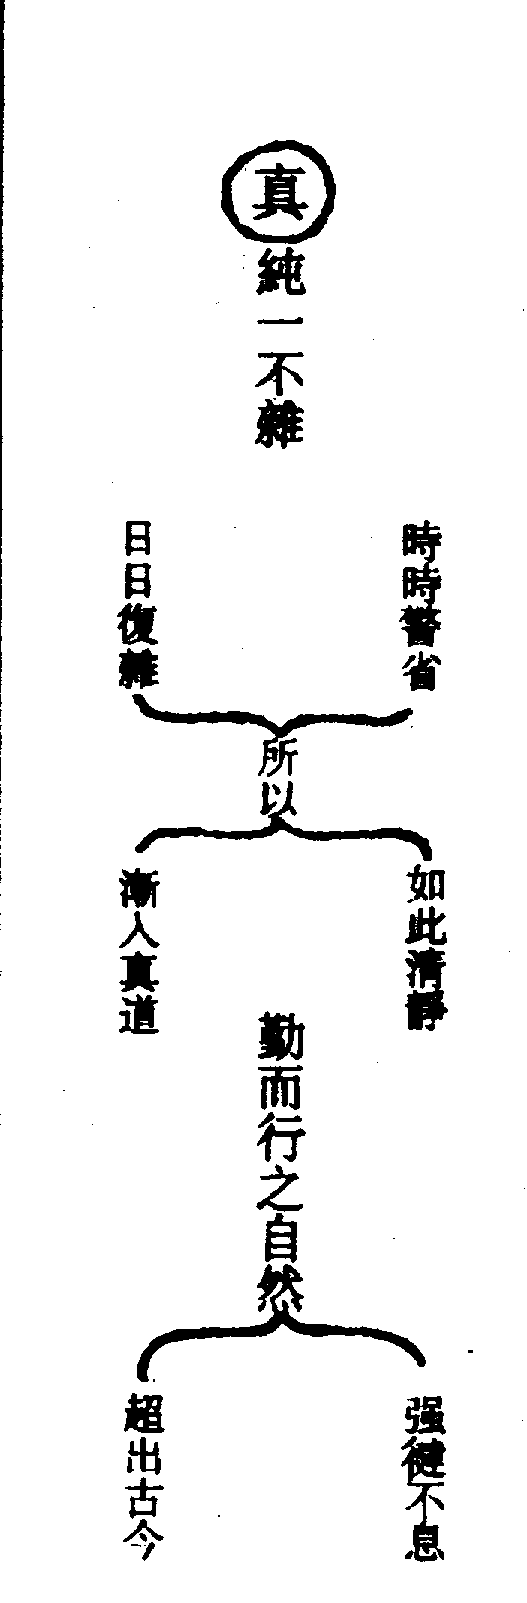 真
純一不雜
時時警省
日日復雜
所以
如此清靜
漸入真道
勤而行之自然
强健不息
超出古今